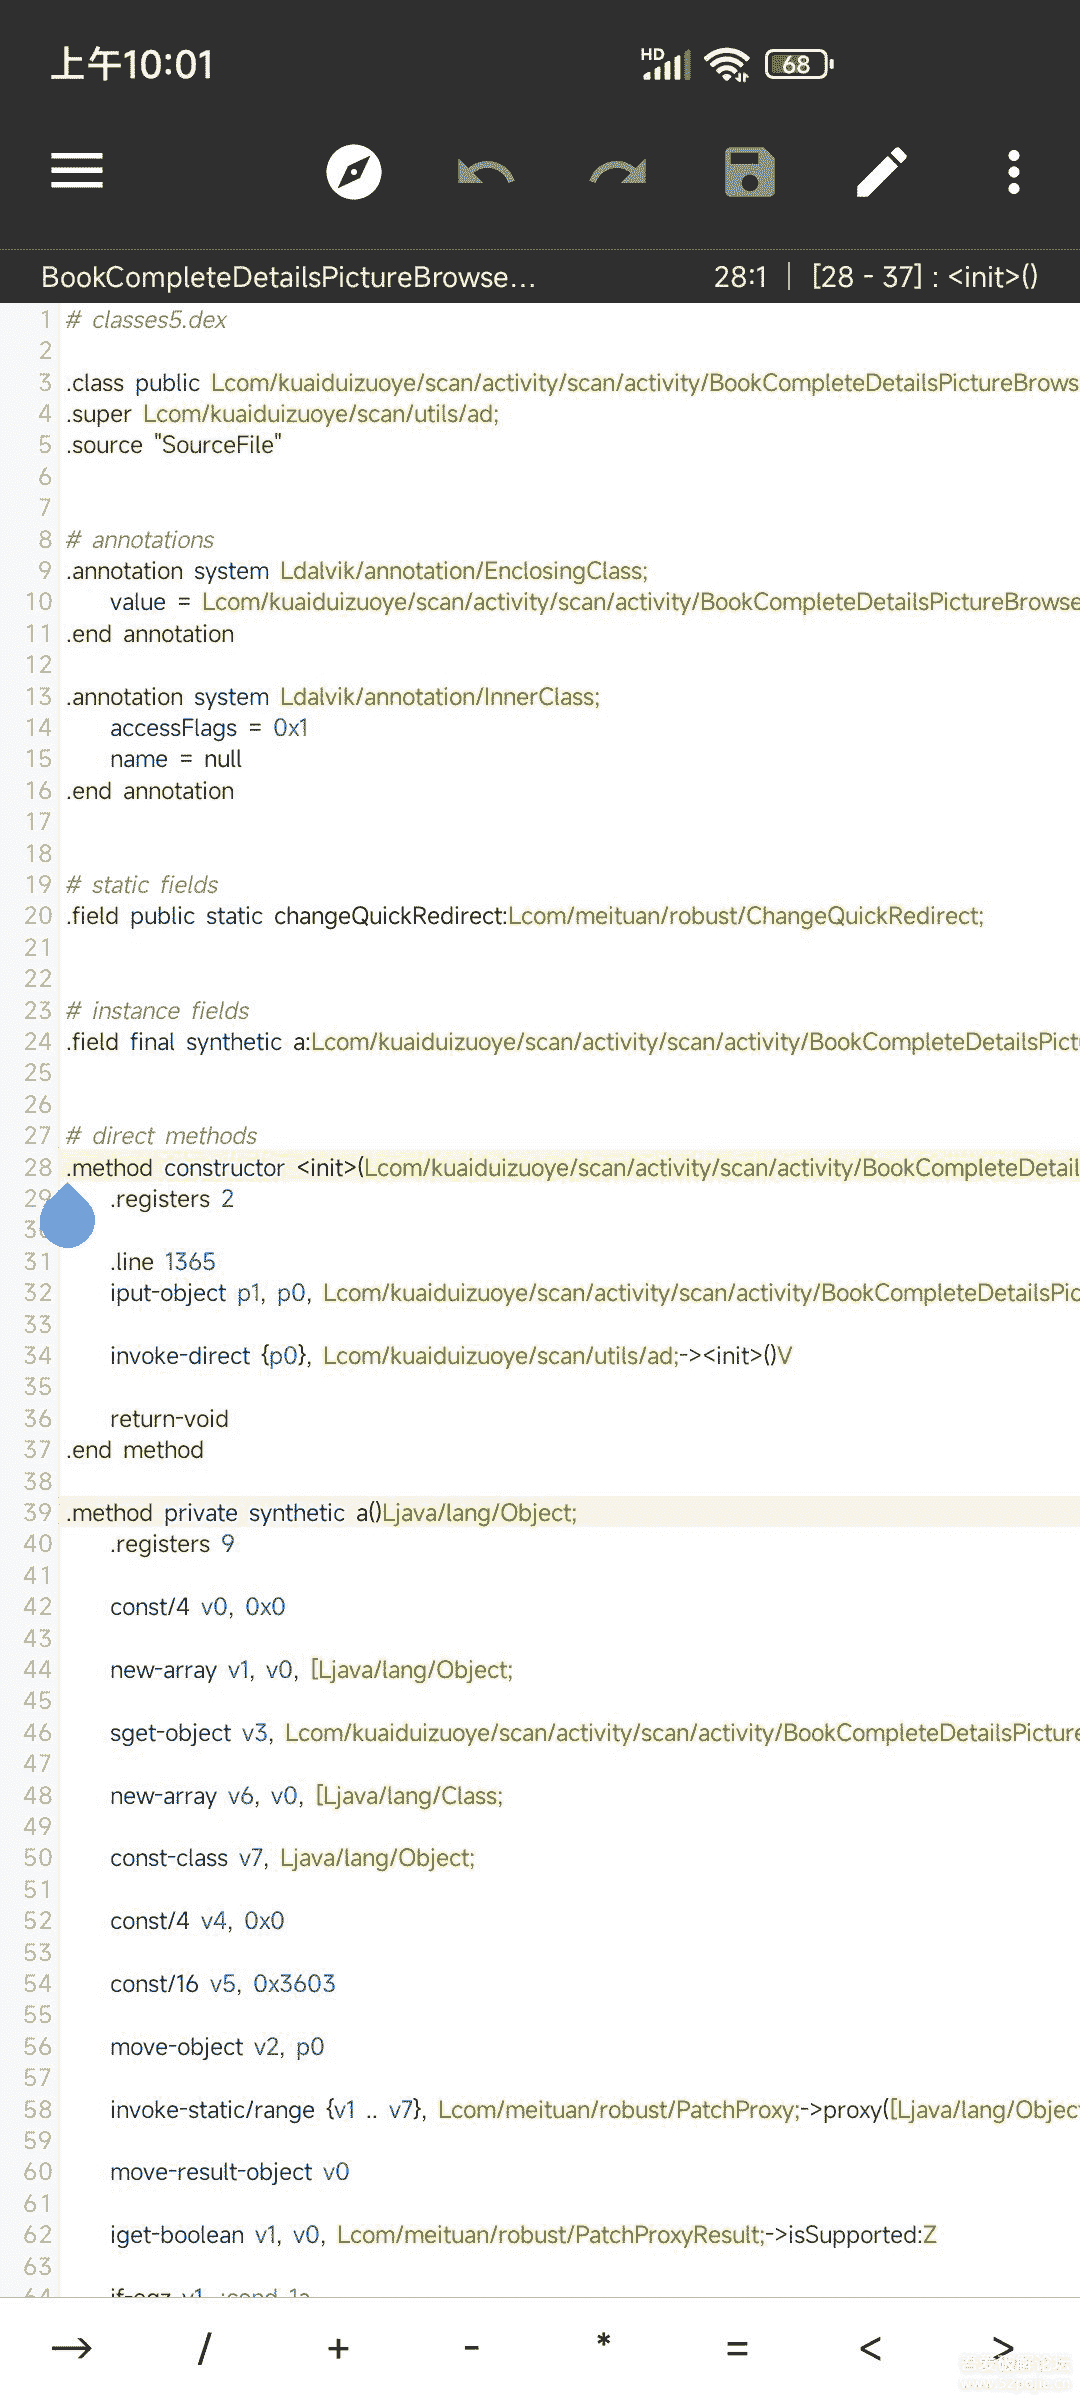 上午10:01
HD
68
BookCompleteDetailsPictureBrowse... 28:1 | [28 - 37] : <init>()
1 # classes5.dex
2
3 .class public Lcom/kuaiduizuoye/scan/activity/scan/activity/BookCompleteDetailsPictureBrows
4 .super Lcom/kuaiduizuoye/scan/utils/ad;
5 .source "SourceFile"
6
7
8 # annotations
9 .annotation system Ldalvik/annotation/EnclosingClass;
10 value = Lcom/kuaiduizuoye/scan/activity/scan/activity/BookCompleteDetailsPictureBrowse
11 .end annotation
12
13 .annotation system Ldalvik/annotation/InnerClass;
14 accessFlags = 0x1
15 name = null
16 .end annotation
17
18
19 # static fields
20 .field public static changeQuickRedirect:Lcom/meituan/robust/ChangeQuickRedirect;
21
22
23 # instance fields
24 .field final synthetic a:Lcom/kuaiduizuoye/scan/activity/scan/activity/BookCompleteDetailsPict
25
26
27 # direct methods
28 .method constructor <init>(Lcom/kuaiduizuoye/scan/activity/scan/activity/BookCompleteDetail
29 .registers 2
3
31 .line 1365
32 iput-object p1, p0, Lcom/kuaiduizuoye/scan/activity/scan/activity/BookCompleteDetailsPic
33
34 invoke-direct {p0}, Lcom/kuaiduizuoye/scan/utils/ad;-><init>()V
35
36 return-void
37 .end method
38
39 .method private synthetic a()Ljava/lang/Object;
40 .registers 9
41
42 const/4 v0, 0x0
43
44 new-array v1, v0, [Ljava/lang/Object;
45
46 sget-object v3, Lcom/kuaiduizuoye/scan/activity/scan/activity/BookCompleteDetailsPicture
47
48 new-array v6, v0, [Ljava/lang/Class;
49
50 const-class v7, Ljava/lang/Object;
51
52 const/4 v4, 0x0
53
54 const/16 v5, 0x3603
55
56 move-object v2, p0
57
58 invoke-static/range {v1 .. v7}, Lcom/meituan/robust/PatchProxy;->proxy([Ljava/lang/Objec
59
60 move-result-object v0
61
62 iget-boolean v1, v0, Lcom/meituan/robust/PatchProxyResult;->isSupported:Z
63
64 if-eqz v1, :cond_1a
→ / + - * = < >